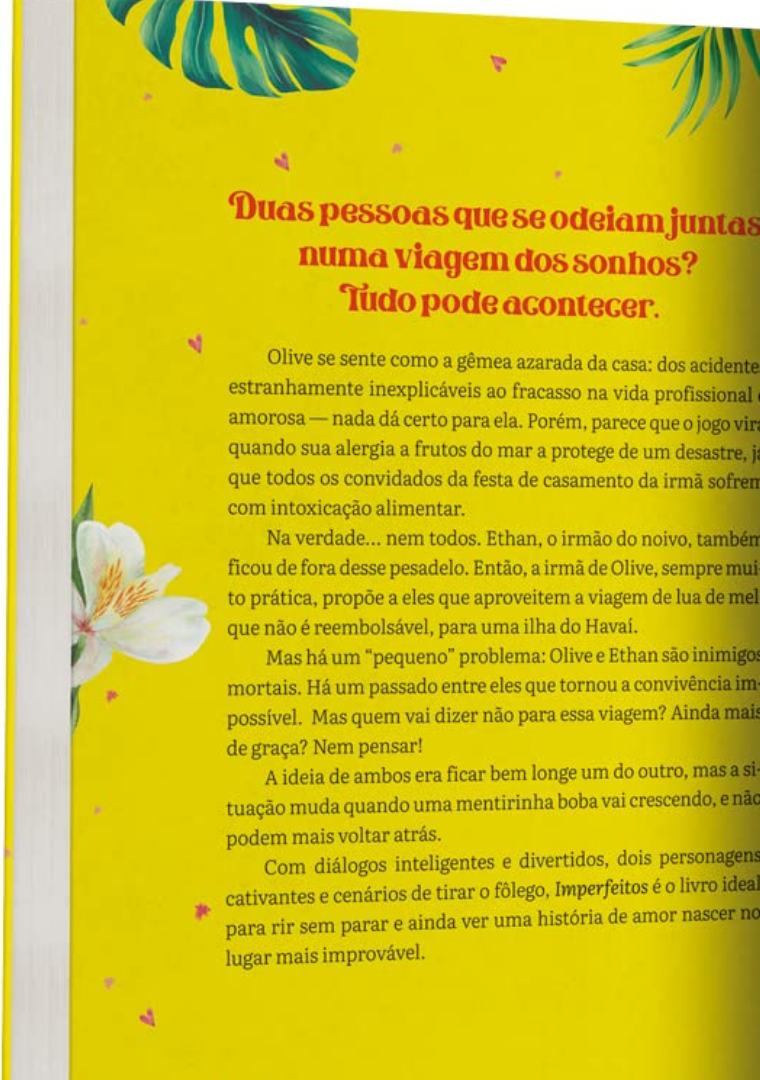 Duas pessoas que se odeiam juntas
numa viagem dos sonhos?
Tudo pode acontecer.
Olive se sente como a gêmea azarada da casa: dos acidentes
estranhamente inexplicáveis ao fracasso na vida profissional e
amorosa — nada dá certo para ela. Porém, parece que o jogo vira
quando sua alergia a frutos do mar a protege de um desastre, já
que todos os convidados da festa de casamento da irmã sofrem
com intoxicação alimentar.
Na verdade... nem todos. Ethan, o irmão do noivo, também
ficou de fora desse pesadelo. Então, a irmã de Olive, sempre mui-
to prática, propõe a eles que aproveitem a viagem de lua de mel
que não é reembolsável, para uma ilha do Havaí.
Mas há um “pequeno” problema: Olive e Ethan são inimigos
mortais. Há um passado entre eles que tornou a convivência im-
possível. Mas quem vai dizer não para essa viagem? Ainda mais
de graça? Nem pensar!
A ideia de ambos era ficar bem longe um do outro, mas a si-
tuação muda quando uma mentirinha boba vai crescendo, e não
podem mais voltar atrás.
Com diálogos inteligentes e divertidos, dois personagens
cativantes e cenários de tirar o fôlego, Imperfeitos é o livro ideal
para rir sem parar e ainda ver uma história de amor nascer no
lugar mais improvável.